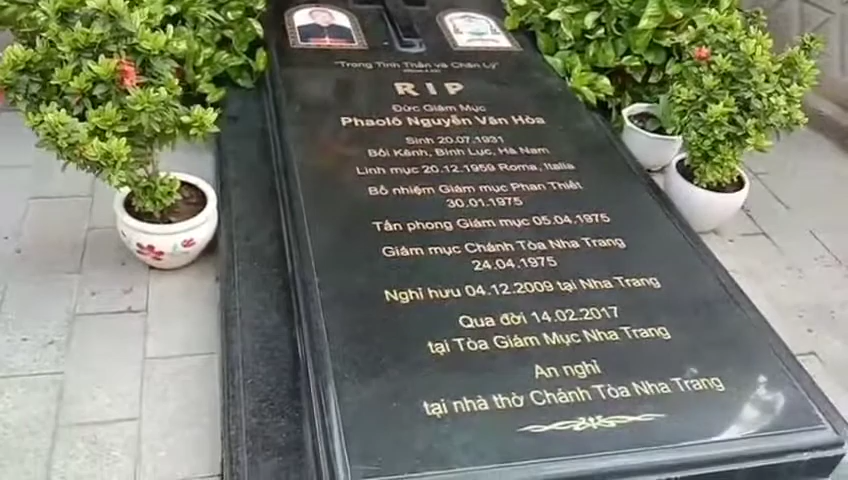 "Trong Tinh Thần và Chân Lý"
R I P
Đức Giám Mục
Phaolô Nguyễn Văn Hòa
Sinh 20.07.1931
Bối Kênh, Bình Lục, Hà Nam
Linh mục 20.12.1959 Roma, Italia
Bổ nhiệm Giám mục Phan Thiết
30.01.1975
Tấn phong Giám mục 05.04.1975
Giám mục Chánh Tòa Nha Trang
24.04.1975
Nghỉ hưu 04.12.2009 tại Nha Trang
Qua đời 14.02.2017
tại Tòa Giám Mục Nha Trang
An nghỉ
tại nhà thờ Chánh Tòa Nha Trang